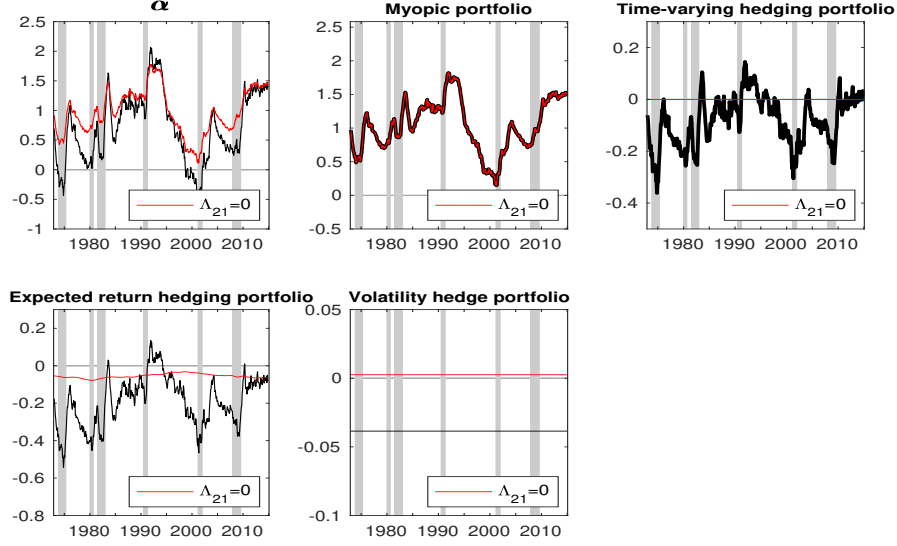 α
2.5
2
1.5
1
0.5
0
-0.5
-1
1980 1990 2000 2010
Λ21=0
Myopic portfolio
2.5
2.0
1.5
1.0
0.5
0
-0.5
1980 1990 2000 2010
Λ21=0
Time-varying hedging portfolio
0.2
0
-0.2
-0.4
1980 1990 2000 2010
Λ21=0
Expected return hedging portfolio
0.2
0
-0.2
-0.4
-0.6
-0.8
1980 1990 2000 2010
Λ21=0
Volatility hedge portfolio
0.05
0
-0.05
-0.1
1980 1990 2000 2010
Λ21=0